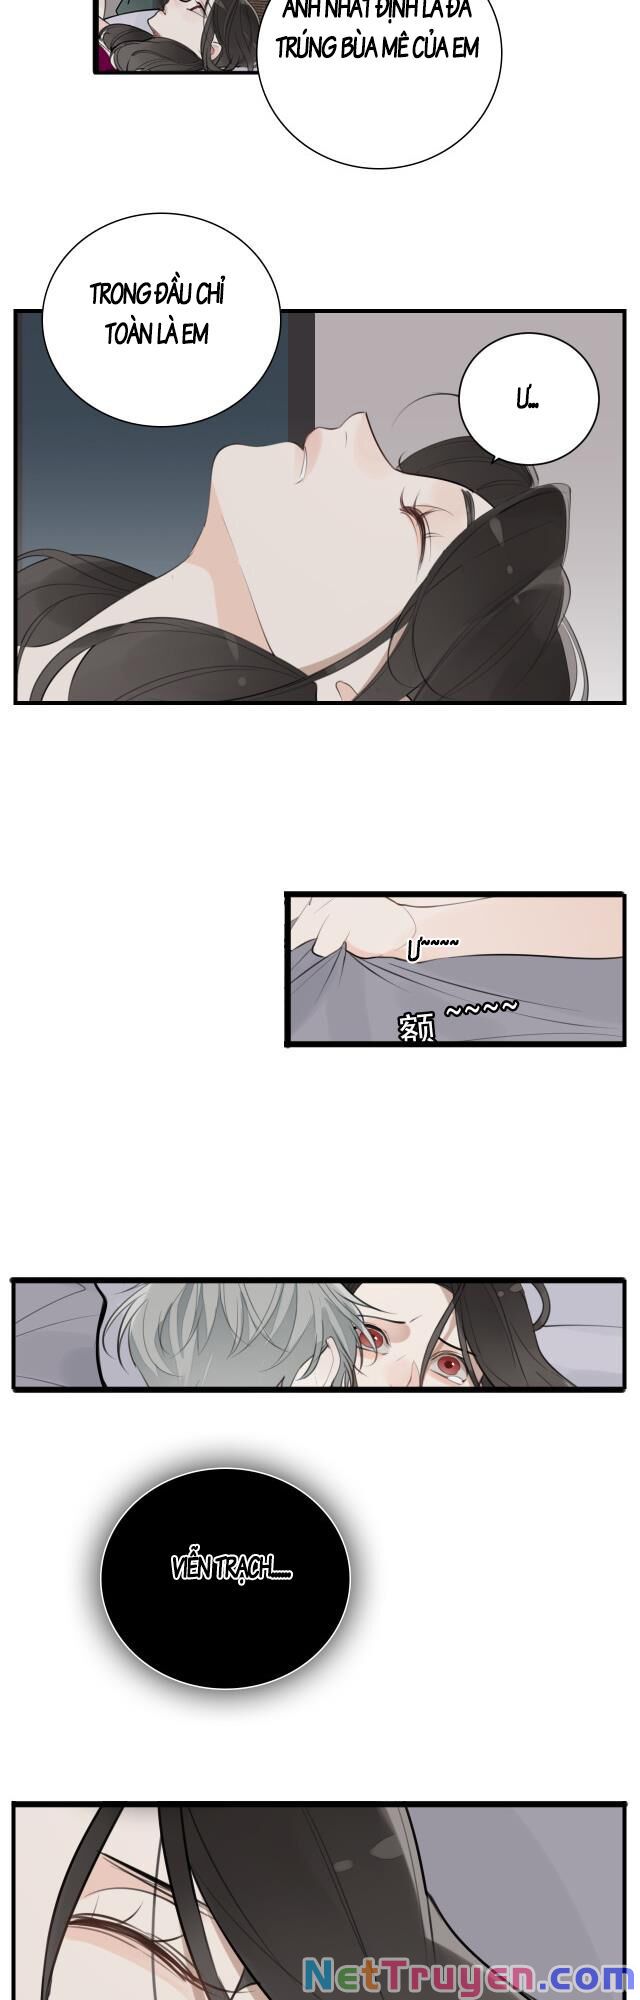 ANH NHẤT ĐỊNH LÀ ĐÃ
TRÚNG BÙA MÊ CỦA EM
TRONG ĐẦU CHỈ
TOÀN LÀ EM
Ư...
Ư~~~~
额 ~~~~
VIỄN TRẠCH......
NetTruyen.com